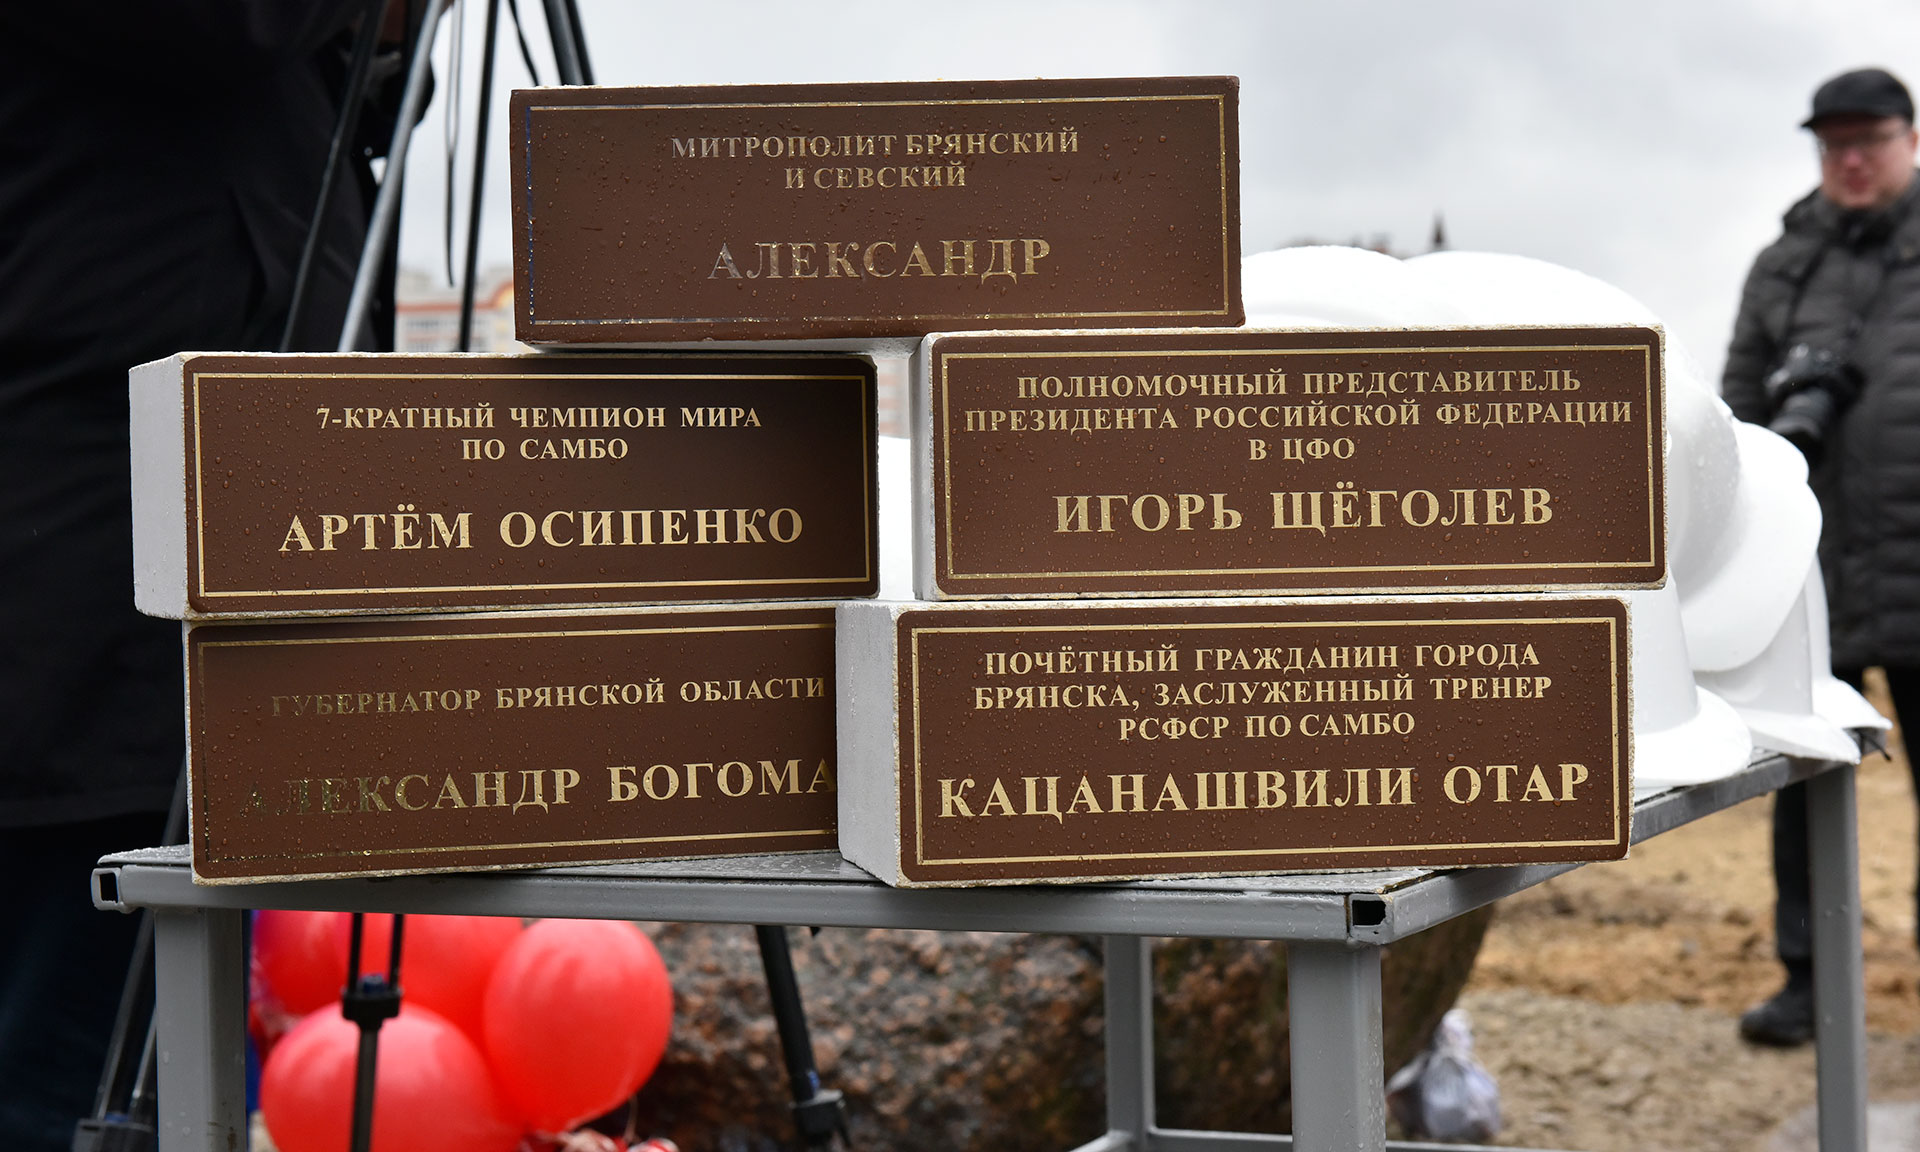 МИТРОПОЛИТ БРЯНСКИЙ
И СЕВСКИЙ
АЛЕКСАНДР
7-КРАТНЫЙ ЧЕМПИОН МИРА
ПО САМБО
АРТЁМ ОСИПЕНКО
ПОЛНОМОЧНЫЙ ПРЕДСТАВИТЕЛЬ
ПРЕЗИДЕНТА РОССИЙСКОЙ ФЕДЕРАЦИИ
В ЦФО
ИГОРЬ ЩЁГОЛЕВ
ГУБЕРНАТОР БРЯНСКОЙ ОБЛАСТИ
АЛЕКСАНДР БОГОМА
ПОЧЁТНЫЙ ГРАЖДАНИН ГОРОДА
БРЯНСКА, ЗАСЛУЖЕННЫЙ ТРЕНЕР
РСФСР ПО САМБО
КАЦАНАШВИЛИ ОТАР